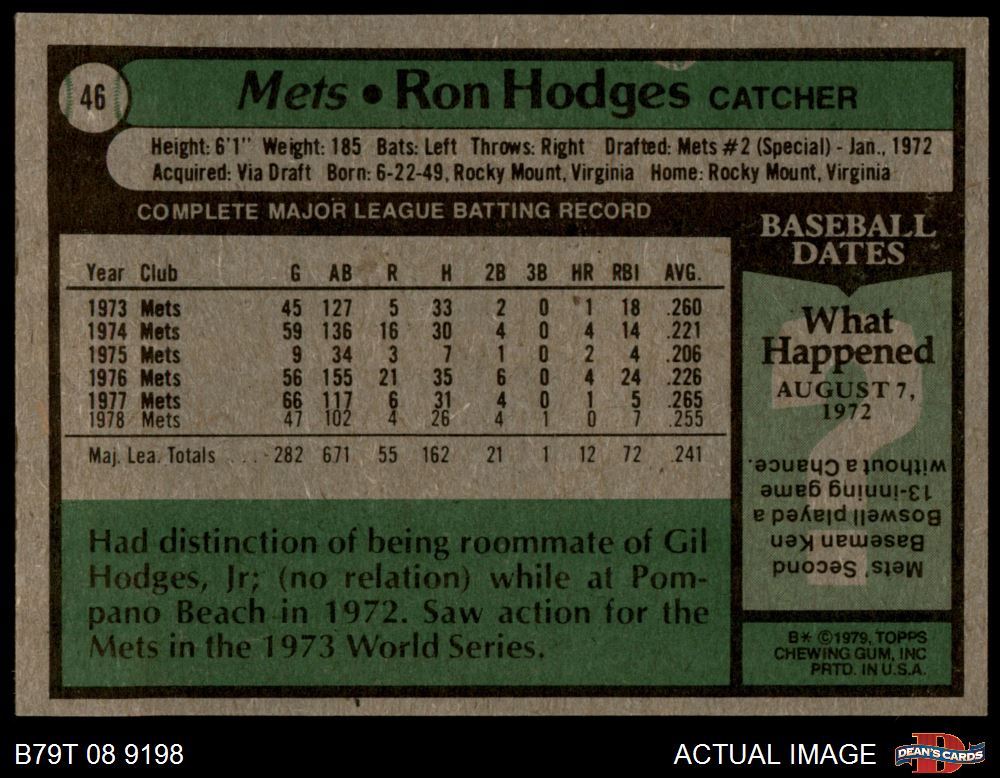 46
Mets • Ron Hodges CATCHER
Height: 6'1" Weight: 185 Bats: Left Throws: Right Drafted: Mets #2 (Special) - Jan., 1972
Acquired: Via Draft Born: 6-22-49, Rocky Mount, Virginia Home: Rocky Mount, Virginia
COMPLETE MAJOR LEAGUE BATTING RECORD
Year Club G AB R H 2B 3B HR RBI AVG.
1973 Mets 45 127 5 33 2 0 1 18 .260
1974 Mets 59 136 16 30 4 0 4 14 .221
1975 Mets 9 34 3 7 1 0 2 4 .206
1976 Mets 56 155 21 35 6 0 4 24 .226
1977 Mets 66 117 6 31 4 0 1 5 .265
1978 Mets 47 102 4 26 4 1 0 7 .255
Maj. Lea. Totals .... 282 671 55 162 21 1 12 72 .241
Had distinction of being roommate of Gil
Hodges, Jr; (no relation) while at Pom-
pano Beach in 1972. Saw action for the
Mets in the 1973 World Series.
BASEBALL
DATES
What
Happened
AUGUST 7,
1972
?
Mets' Second
Baseman Ken
Boswell played a
13-inning game
without a Chance.
B* ©1979, TOPPS
CHEWING GUM, INC
PRTD. IN U.S.A.
B79T 08 9198
ACTUAL IMAGE
DEAN'S CARDS